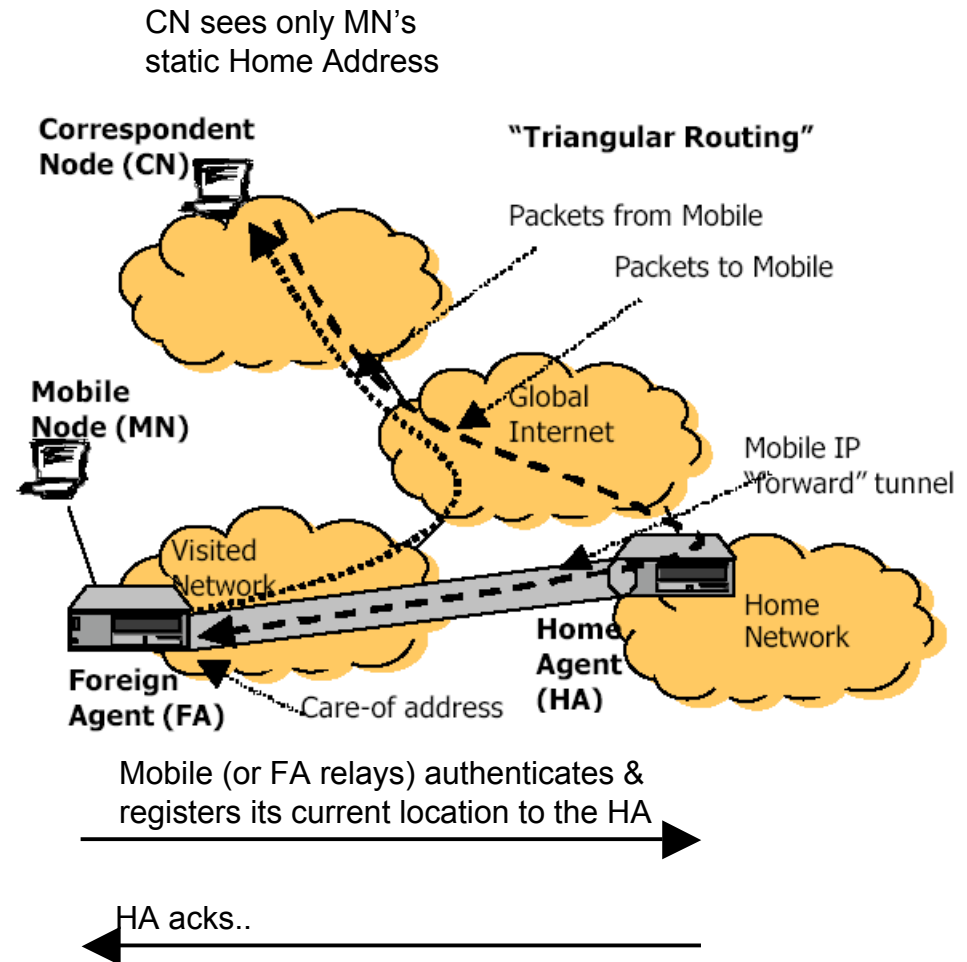 CN sees only MN’s
static Home Address
Correspondent
Node (CN)
"Triangular Routing"
Packets from Mobile
Packets to Mobile
Mobile
Node (MN)
Global
Internet
Mobile IP
"forward" tunnel
Visited
Network
Home
Network
Home
Agent
(HA)
Foreign
Agent (FA)
Care-of address
Mobile (or FA relays) authenticates &
registers its current location to the HA
HA acks..